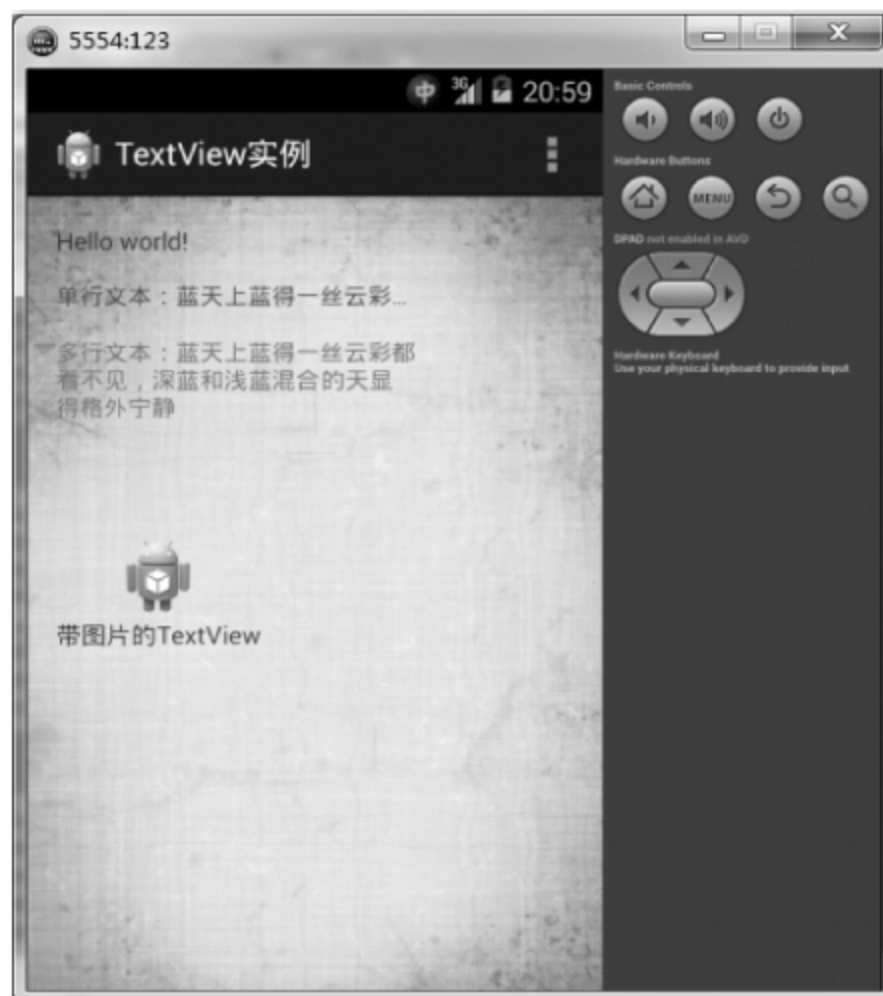 5554:123
中 3G 20:59
TextView实例
Hello world!
单行文本：蓝天上蓝得一丝云彩...
多行文本：蓝天上蓝得一丝云彩都
看不见，深蓝和浅蓝混合的天显
得格外宁静
带图片的TextView
Basic Controls
Hardware Buttons
MENU
DPAD not enabled in AVD
Hardware Keyboard
Use your physical keyboard to provide input